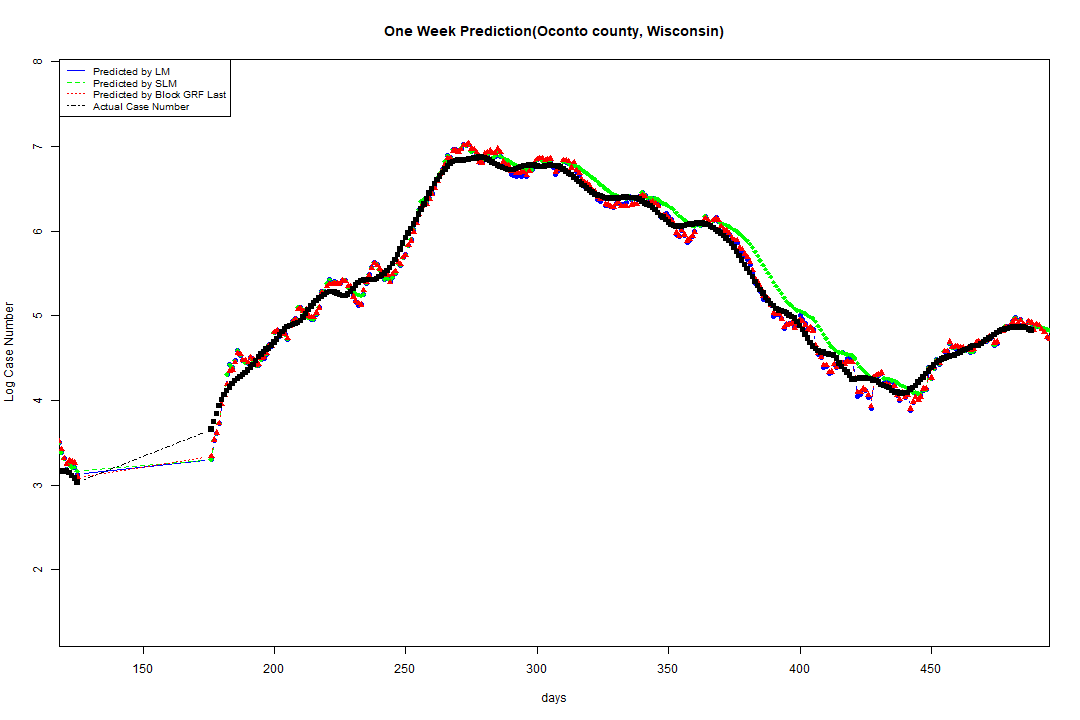 One Week Prediction(Oconto county, Wisconsin)
Predicted by LM
Predicted by SLM
Predicted by Block GRF Last
Actual Case Number
Log Case Number
8
7
6
5
4
3
2
150 200 250 300 350 400 450
days